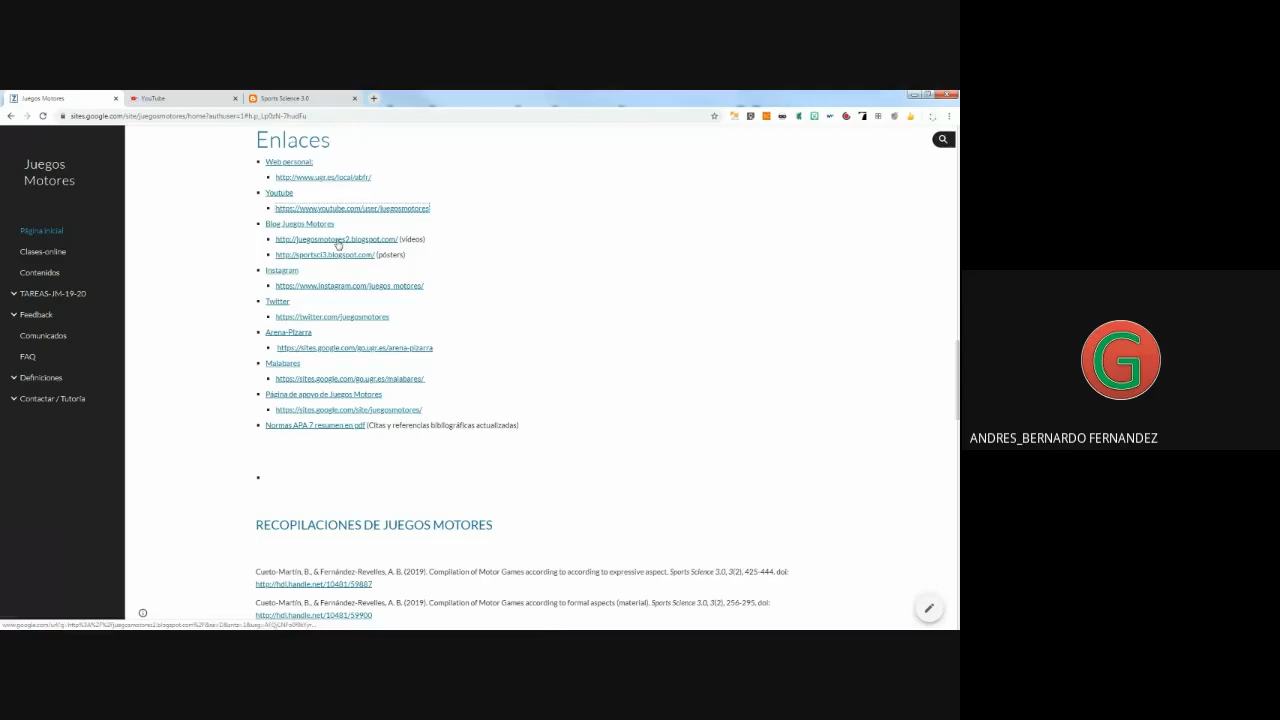 Juegos Motores
YouTube
Sports Science 3.0
sites.google.com/site/juegosmotores/home?authuser=1#h.p_Lp0zN-7hudFu
Juegos
Motores
Página inicial
Clases-online
Contenidos
TAREAS-JM-19-20
Feedback
Comunicados
FAQ
Definiciones
Contactar / Tutoría
Enlaces
Web personal:
http://www.ugr.es/local/abfr/
Youtube
https://www.youtube.com/user/juegosmotores
Blog Juegos Motores
http://juegosmotores2.blogspot.com/ (vídeos)
http://sportsci3.blogspot.com/ (pósters)
Instagram
https://www.instagram.com/juegos_motores/
Twitter
https://twitter.com/juegosmotores
Arena-Pizarra
https://sites.google.com/go.ugr.es/arena-pizarra
Malabares
https://sites.google.com/go.ugr.es/malabares/
Página de apoyo de Juegos Motores
https://sites.google.com/site/juegosmotores/
Normas APA 7 resumen en pdf (Citas y referencias bibliográficas actualizadas)
RECOPILACIONES DE JUEGOS MOTORES
Cueto-Martín, B., & Fernández-Revelles, A. B. (2019). Compilation of Motor Games according to according to expressive aspect. Sports Science 3.0, 3(2), 425-444. doi:
http://hdl.handle.net/10481/59887
Cueto-Martín, B., & Fernández-Revelles, A. B. (2019). Compilation of Motor Games according to formal aspects (material). Sports Science 3.0, 3(2), 256-295, doi:
http://hdl.handle.net/10481/59900
G
ANDRES_BERNARDO FERNANDEZ